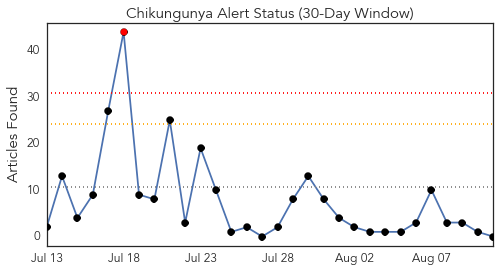 Chikungunya Alert Status (30-Day Window)
Articles Found
40
30
20
10
0
Jul 13 Jul 18 Jul 23 Jul 28 Aug 02 Aug 07